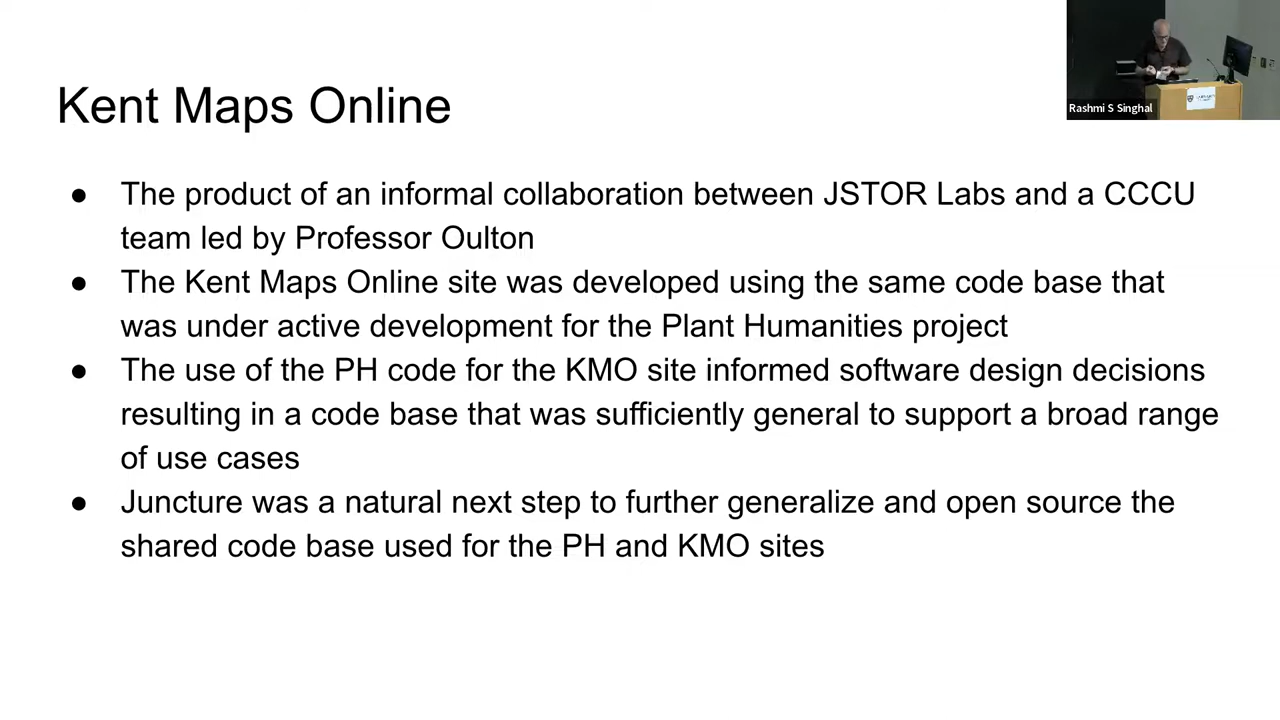 Kent Maps Online
Rashmi S Singhal
● The product of an informal collaboration between JSTOR Labs and a CCCU
team led by Professor Oulton
● The Kent Maps Online site was developed using the same code base that
was under active development for the Plant Humanities project
● The use of the PH code for the KMO site informed software design decisions
resulting in a code base that was sufficiently general to support a broad range
of use cases
● Juncture was a natural next step to further generalize and open source the
shared code base used for the PH and KMO sites